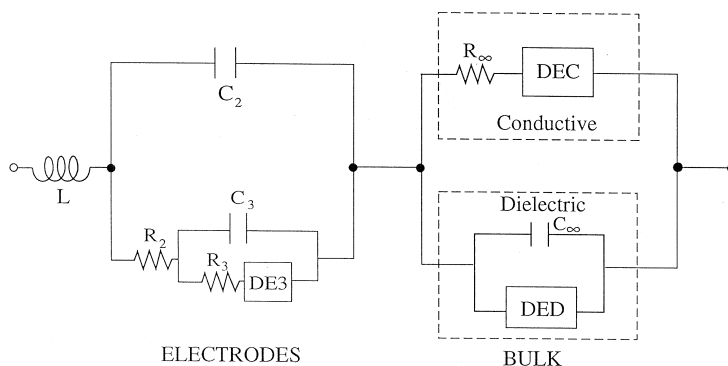 R∞
DEC
Conductive
C₂
L
Dielectric
C∞
C₃
R₂
R₃
DE3
DED
ELECTRODES
BULK